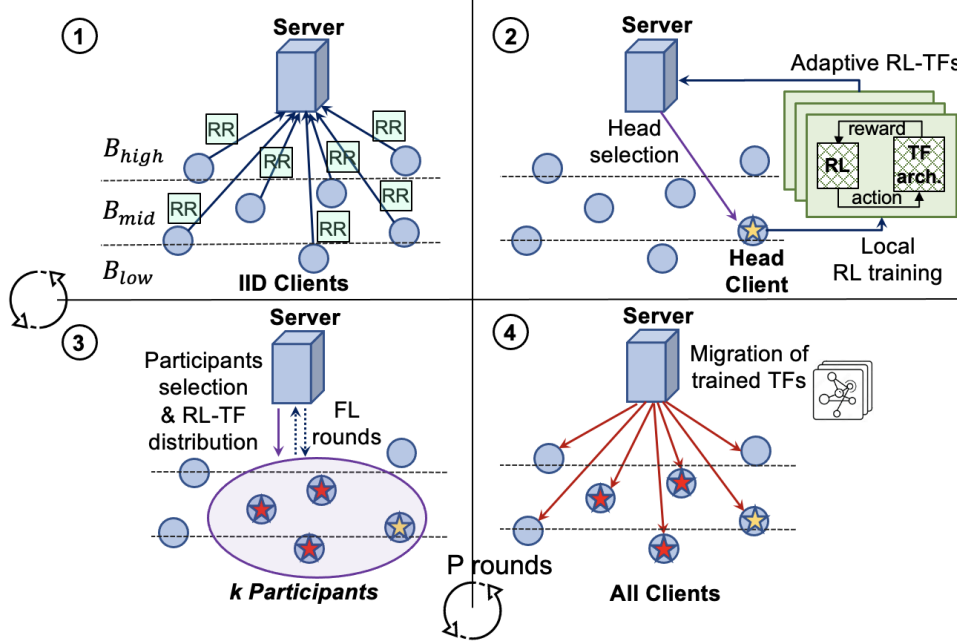 1
Server
RR
RR
RR
RR
RR
RR
RR
B_high
B_mid
B_low
IID Clients
2
Server
Adaptive RL-TFs
Head
selection
reward
RL
TF
arch.
action
Head
Client
Local
RL training
3
Server
Participants
selection
& RL-TF
distribution
FL
rounds
k Participants
P rounds
4
Server
Migration of
trained TFs
All Clients